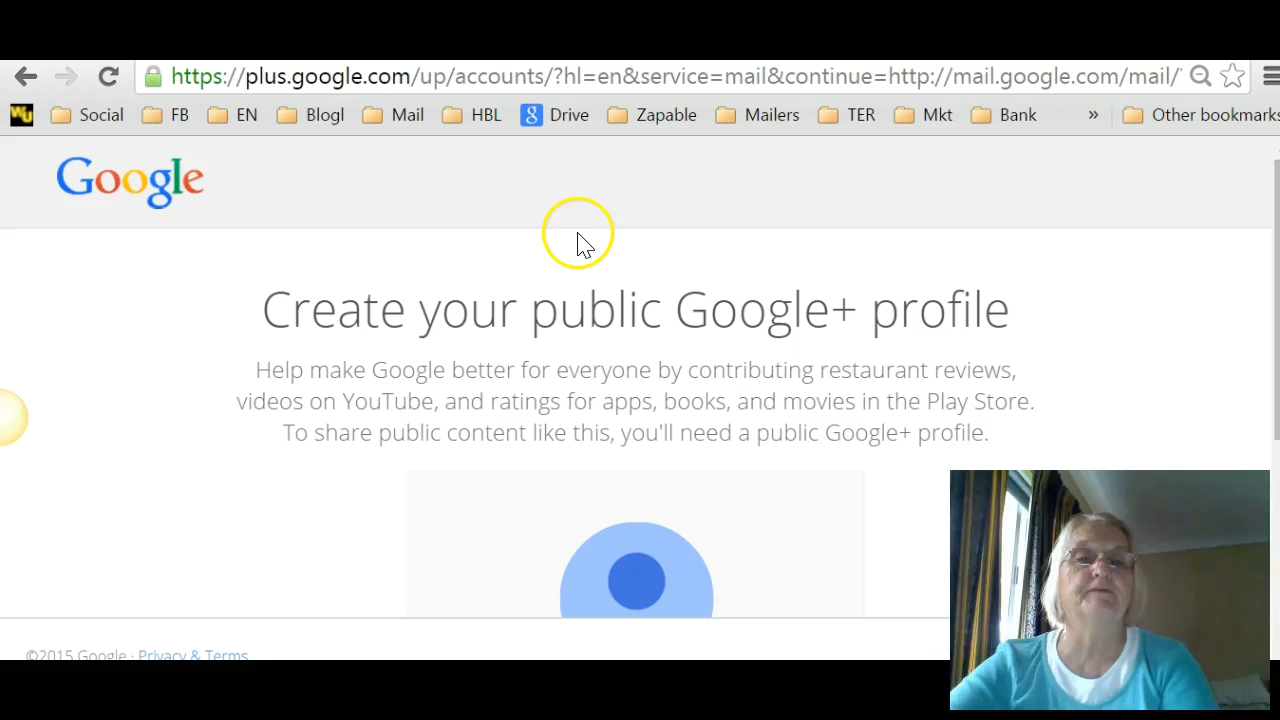 https://plus.google.com/up/accounts/?hl=en&service=mail&continue=http://mail.google.com/mail/
WU Social FB EN Blogl Mail HBL g Drive Zapable Mailers TER Mkt Bank » Other bookmarks
Google
Create your public Google+ profile
Help make Google better for everyone by contributing restaurant reviews,
videos on YouTube, and ratings for apps, books, and movies in the Play Store.
To share public content like this, you'll need a public Google+ profile.
©2015 Google · Privacy & Terms